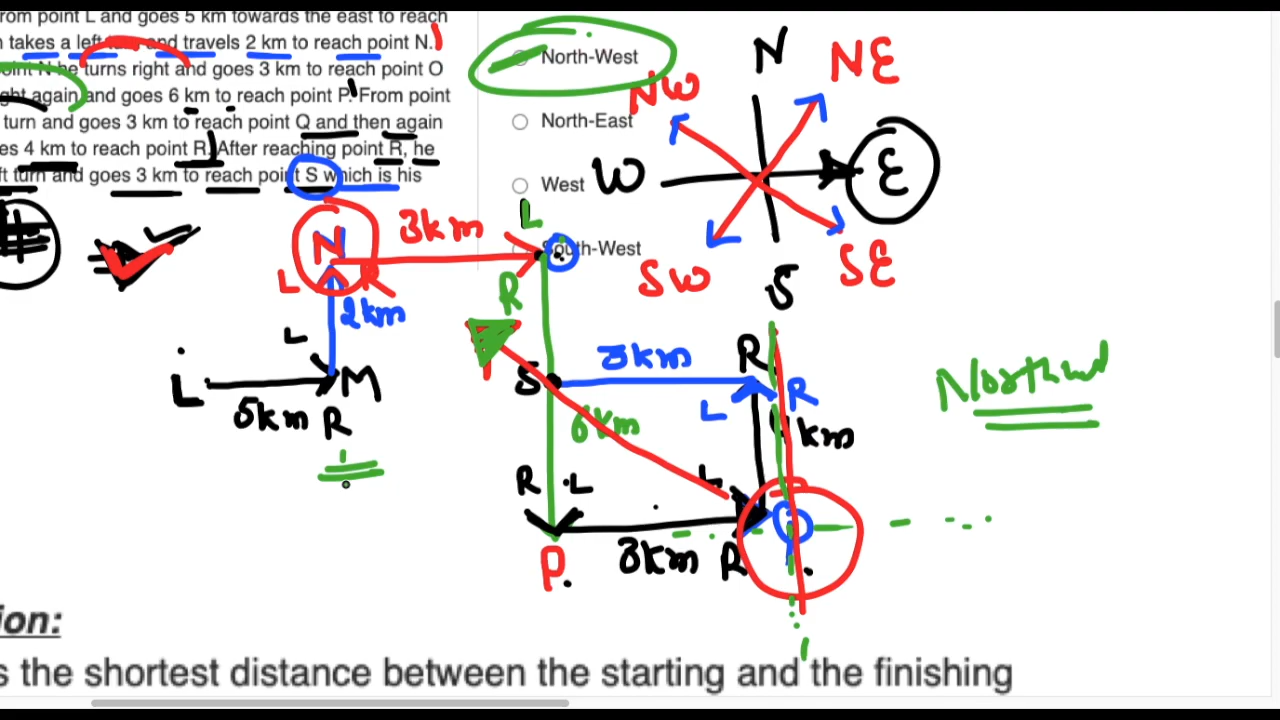 rom point L and goes 5 km towards the east to reach
takes a left and travels 2 km to reach point N.
point N he turns right and goes 3 km to reach point O
ght again and goes 6 km to reach point P. From point
turn and goes 3 km to reach point Q and then again
es 4 km to reach point R. After reaching point R, he
ft turn and goes 3 km to reach point S which is his
North-West
North-East
West
South-West
N
NE
NW
W
E
SW
SE
S
N
3km
L
L
R
R
2km
L
L
M
5km R
S
3km
R
L
R
6km
4km
R
L
L
P.
3km
R
Northwest
ion:
s the shortest distance between the starting and the finishing